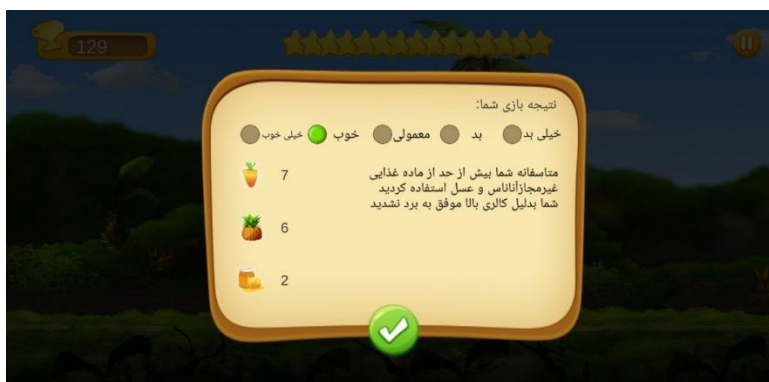 129
نتیجه بازی شما:
خیلی بد بد معمولی خوب خیلی خوب
متاسفانه شما بیش از حد از ماده غذایی
غیرمجازآناناس و عسل استفاده کردید
شما بدلیل کالری بالا موفق به برد نشدید
7
6
2